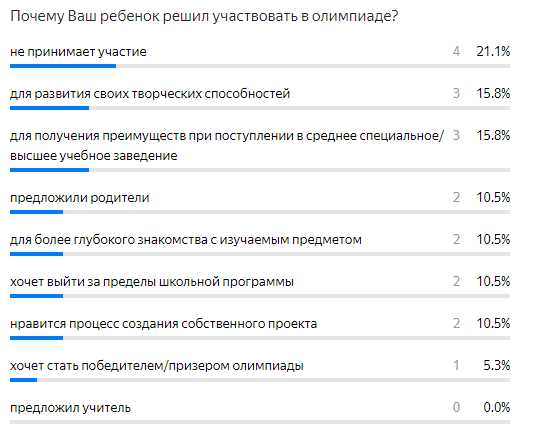 Почему Ваш ребенок решил участвовать в олимпиаде?
не принимает участие 4 21.1%
для развития своих творческих способностей 3 15.8%
для получения преимуществ при поступлении в среднее специальное/ 3 15.8%
высшее учебное заведение
предложили родители 2 10.5%
для более глубокого знакомства с изучаемым предметом 2 10.5%
хочет выйти за пределы школьной программы 2 10.5%
нравится процесс создания собственного проекта 2 10.5%
хочет стать победителем/призером олимпиады 1 5.3%
предложил учитель 0 0.0%